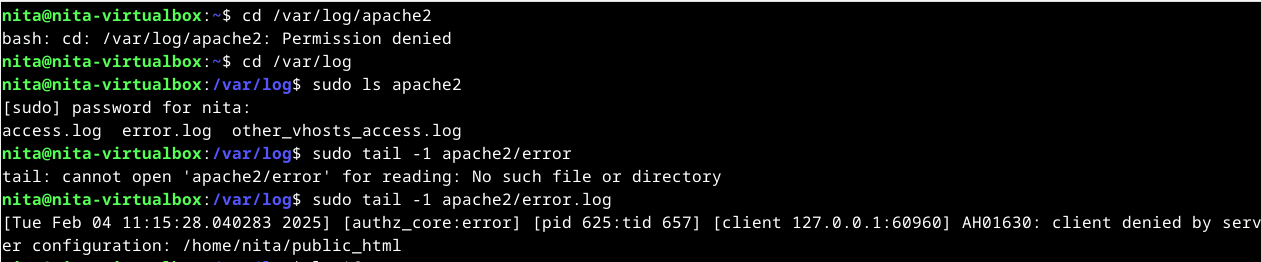 nita@nita-virtualbox:~$ cd /var/log/apache2
bash: cd: /var/log/apache2: Permission denied
nita@nita-virtualbox:~$ cd /var/log
nita@nita-virtualbox:/var/log$ sudo ls apache2
[sudo] password for nita:
access.log  error.log  other_vhosts_access.log
nita@nita-virtualbox:/var/log$ sudo tail -1 apache2/error
tail: cannot open 'apache2/error' for reading: No such file or directory
nita@nita-virtualbox:/var/log$ sudo tail -1 apache2/error.log
[Tue Feb 04 11:15:28.040283 2025] [authz_core:error] [pid 625:tid 657] [client 127.0.0.1:60960] AH01630: client denied by serv
er configuration: /home/nita/public_html